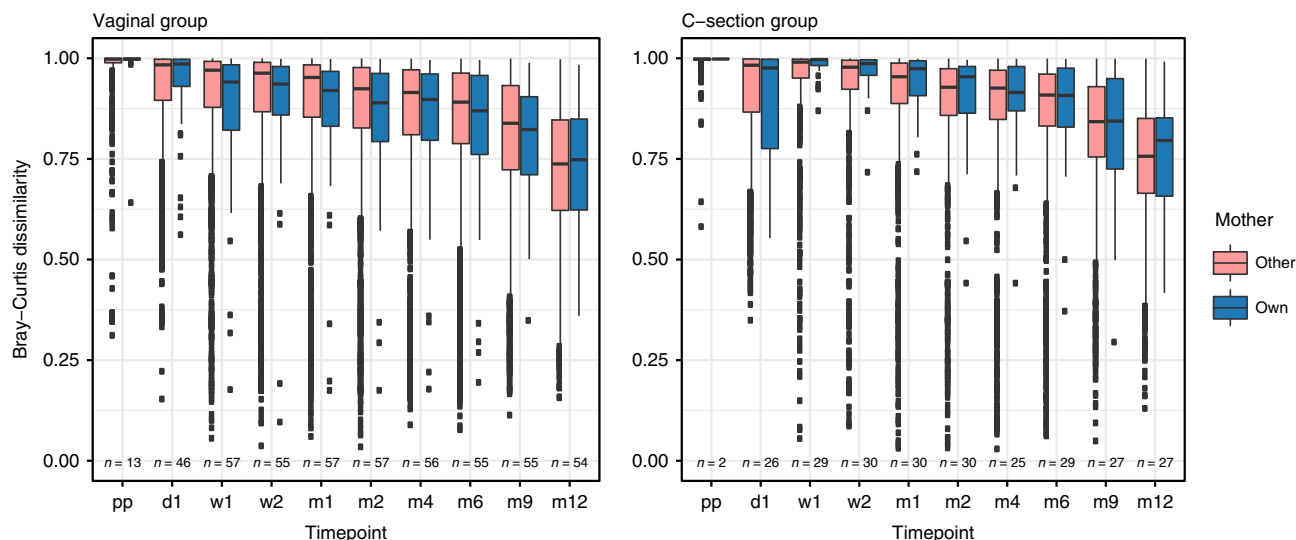 Vaginal group
C−section group
Bray−Curtis dissimilarity
1.00
0.75
0.50
0.25
0.00
n = 13 n = 46 n = 57 n = 55 n = 57 n = 57 n = 56 n = 55 n = 55 n = 54
pp d1 w1 w2 m1 m2 m4 m6 m9 m12
Timepoint
1.00
0.75
0.50
0.25
0.00
n = 2 n = 26 n = 29 n = 30 n = 30 n = 30 n = 25 n = 29 n = 27 n = 27
pp d1 w1 w2 m1 m2 m4 m6 m9 m12
Timepoint
Mother
Other
Own